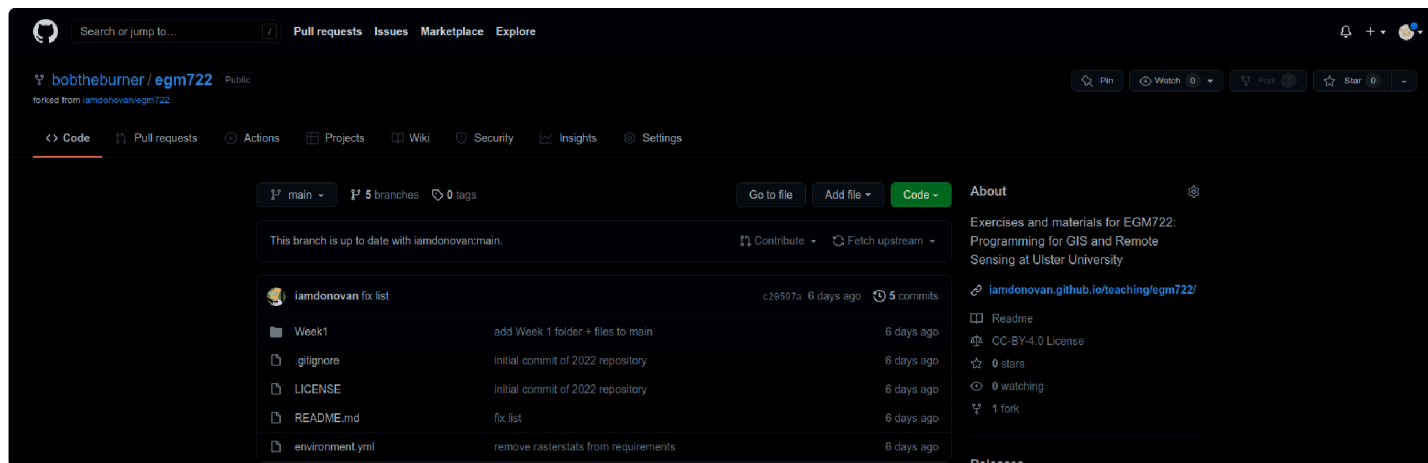 Search or jump to... / Pull requests Issues Marketplace Explore
bobtheburner / egm722 Public
Pin Watch 0 Fork Star 0
forked from iamdonovan/egm722
Code Pull requests Actions Projects Wiki Security Insights Settings
main 5 branches 0 tags Go to file Add file Code
This branch is up to date with iamdonovan:main. Contribute Fetch upstream
iamdonovan fix list c20597a 6 days ago 5 commits
Week1 add Week 1 folder + files to main 6 days ago
.gitignore initial commit of 2022 repository 6 days ago
LICENSE initial commit of 2022 repository 6 days ago
README.md fix list 6 days ago
environment.yml remove rasterstats from requirements 6 days ago
About
Exercises and materials for EGM722:
Programming for GIS and Remote
Sensing at Ulster University
iamdonovan.github.io/teaching/egm722/
Readme
CC-BY-4.0 License
0 stars
0 watching
1 fork
Releases